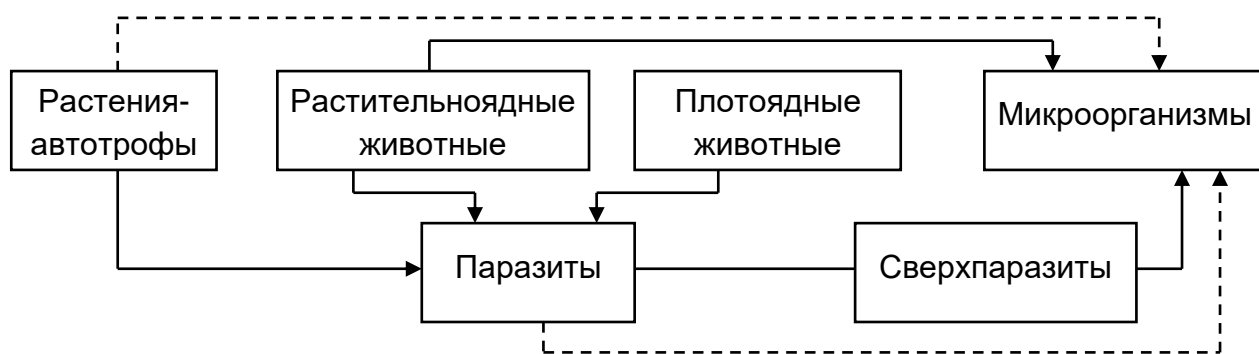 Растения-
автотрофы
Растительноядные
животные
Плотоядные
животные
Микроорганизмы
Паразиты
Сверхпаразиты